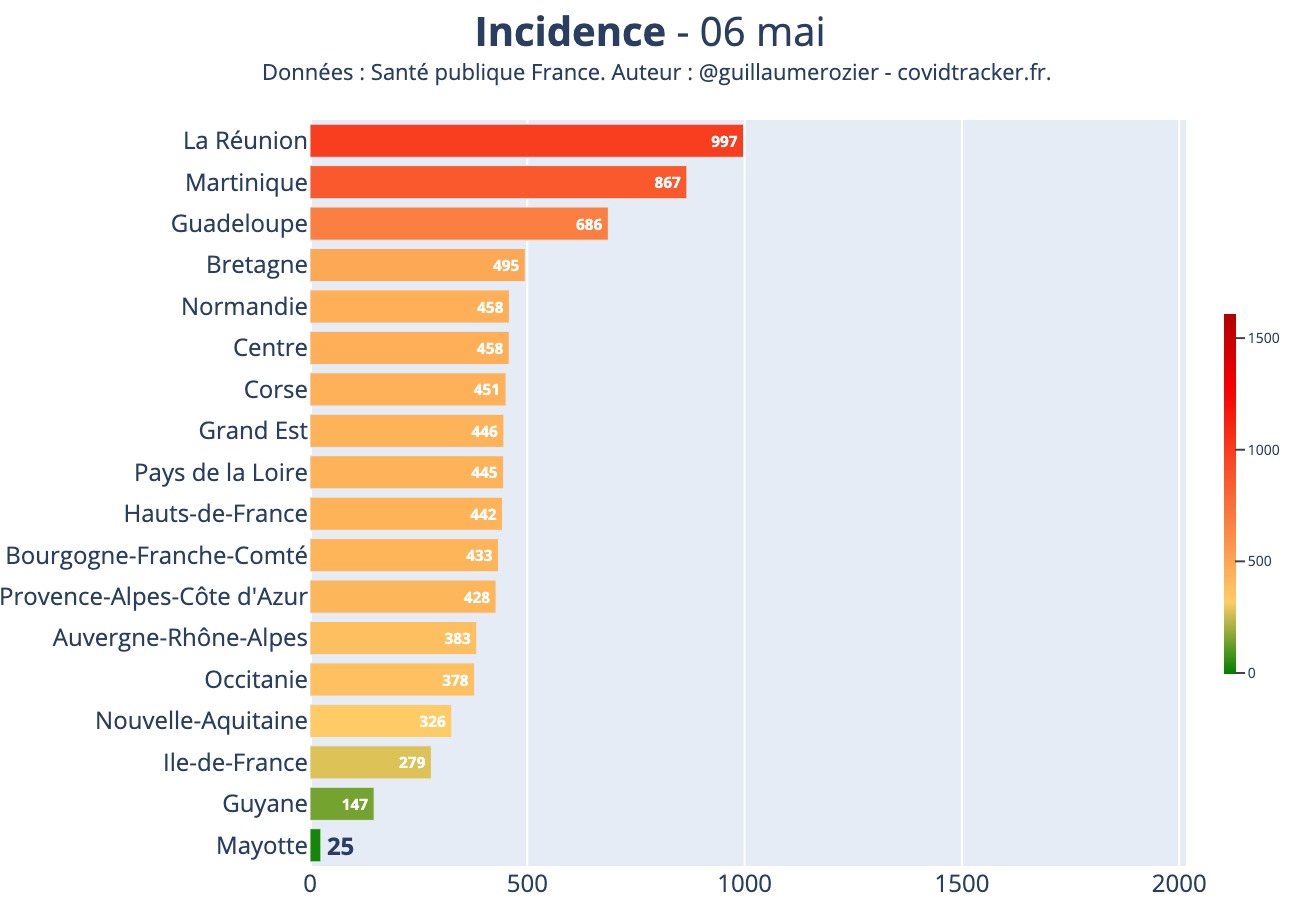 Incidence - 06 mai
Données : Santé publique France. Auteur : @guillaumerozier - covidtracker.fr.
La Réunion 997
Martinique 867
Guadeloupe 686
Bretagne 495
Normandie 458
Centre 458
Corse 451
Grand Est 446
Pays de la Loire 445
Hauts-de-France 442
Bourgogne-Franche-Comté 433
Provence-Alpes-Côte d'Azur 428
Auvergne-Rhône-Alpes 383
Occitanie 378
Nouvelle-Aquitaine 326
Ile-de-France 279
Guyane 147
Mayotte 25
0 500 1000 1500 2000
1500
1000
500
0